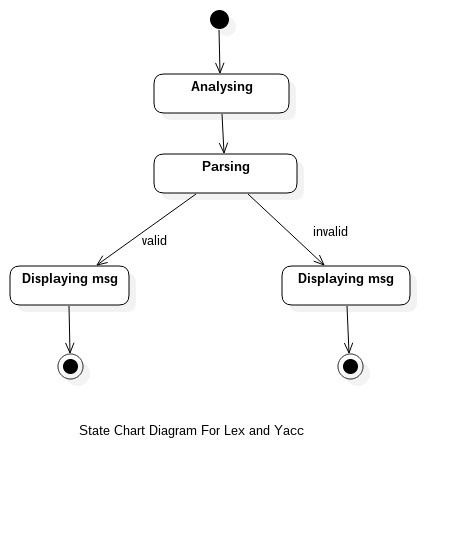 Analysing
Parsing
valid
invalid
Displaying msg
Displaying msg
State Chart Diagram For Lex and Yacc